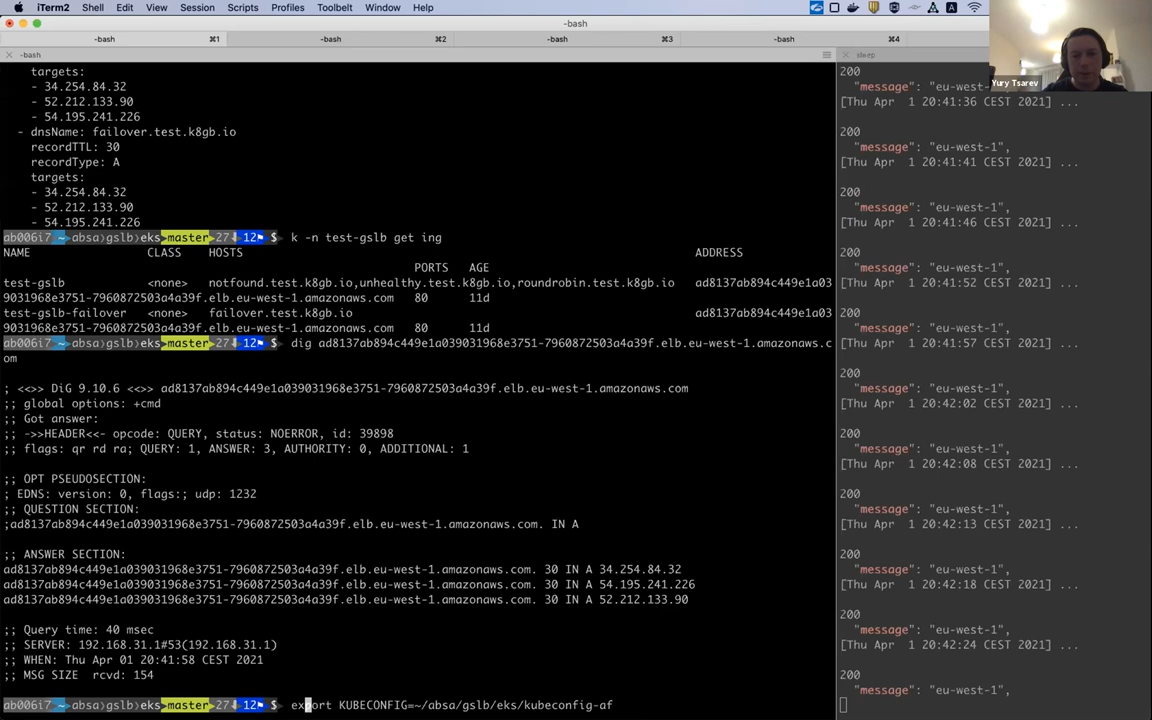 iTerm2 Shell Edit View Session Scripts Profiles Toolbelt Window Help
-bash
-bash ⌘1 -bash ⌘2 -bash ⌘3 -bash ⌘4
-bash
sleep
Yury Tsarev
targets:
- 34.254.84.32
- 52.212.133.90
- 54.195.241.226
- dnsName: failover.test.k8gb.io
recordTTL: 30
recordType: A
targets:
- 34.254.84.32
- 52.212.133.90
- 54.195.241.226
ab006i7 ~ absa gslb eks master 27 12 $ k -n test-gslb get ing
NAME CLASS HOSTS ADDRESS
PORTS AGE
test-gslb <none> notfound.test.k8gb.io,unhealthy.test.k8gb.io,roundrobin.test.k8gb.io ad8137ab894c449e1a03
9031968e3751-7960872503a4a39f.elb.eu-west-1.amazonaws.com 80 11d
test-gslb-failover <none> failover.test.k8gb.io ad8137ab894c449e1a03
9031968e3751-7960872503a4a39f.elb.eu-west-1.amazonaws.com 80 11d
ab006i7 ~ absa gslb eks master 27 12 $ dig ad8137ab894c449e1a039031968e3751-7960872503a4a39f.elb.eu-west-1.amazonaws.c
om
; <<>> DiG 9.10.6 <<>> ad8137ab894c449e1a039031968e3751-7960872503a4a39f.elb.eu-west-1.amazonaws.com
;; global options: +cmd
;; Got answer:
;; ->>HEADER<<- opcode: QUERY, status: NOERROR, id: 39898
;; flags: qr rd ra; QUERY: 1, ANSWER: 3, AUTHORITY: 0, ADDITIONAL: 1
;; OPT PSEUDOSECTION:
; EDNS: version: 0, flags:; udp: 1232
;; QUESTION SECTION:
;ad8137ab894c449e1a039031968e3751-7960872503a4a39f.elb.eu-west-1.amazonaws.com. IN A
;; ANSWER SECTION:
ad8137ab894c449e1a039031968e3751-7960872503a4a39f.elb.eu-west-1.amazonaws.com. 30 IN A 34.254.84.32
ad8137ab894c449e1a039031968e3751-7960872503a4a39f.elb.eu-west-1.amazonaws.com. 30 IN A 54.195.241.226
ad8137ab894c449e1a039031968e3751-7960872503a4a39f.elb.eu-west-1.amazonaws.com. 30 IN A 52.212.133.90
;; Query time: 40 msec
;; SERVER: 192.168.31.1#53(192.168.31.1)
;; WHEN: Thu Apr 01 20:41:58 CEST 2021
;; MSG SIZE rcvd: 154
ab006i7 ~ absa gslb eks master 27 12 $ export KUBECONFIG=~/absa/gslb/eks/kubeconfig-af
200
"message": "eu-west-1",
[Thu Apr 1 20:41:36 CEST 2021] ...
200
"message": "eu-west-1",
[Thu Apr 1 20:41:41 CEST 2021] ...
200
"message": "eu-west-1",
[Thu Apr 1 20:41:46 CEST 2021] ...
200
"message": "eu-west-1",
[Thu Apr 1 20:41:52 CEST 2021] ...
200
"message": "eu-west-1",
[Thu Apr 1 20:41:57 CEST 2021] ...
200
"message": "eu-west-1",
[Thu Apr 1 20:42:02 CEST 2021] ...
200
"message": "eu-west-1",
[Thu Apr 1 20:42:08 CEST 2021] ...
200
"message": "eu-west-1",
[Thu Apr 1 20:42:13 CEST 2021] ...
200
"message": "eu-west-1",
[Thu Apr 1 20:42:18 CEST 2021] ...
200
"message": "eu-west-1",
[Thu Apr 1 20:42:24 CEST 2021] ...
200
"message": "eu-west-1",